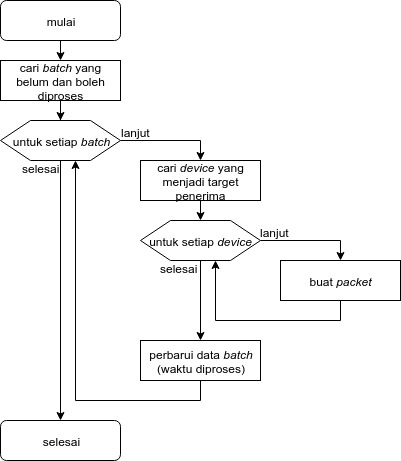 mulai
cari batch yang
belum dan boleh
diproses
untuk setiap batch
lanjut
selesai
cari device yang
menjadi target
penerima
untuk setiap device
lanjut
selesai
buat packet
perbarui data batch
(waktu diproses)
selesai